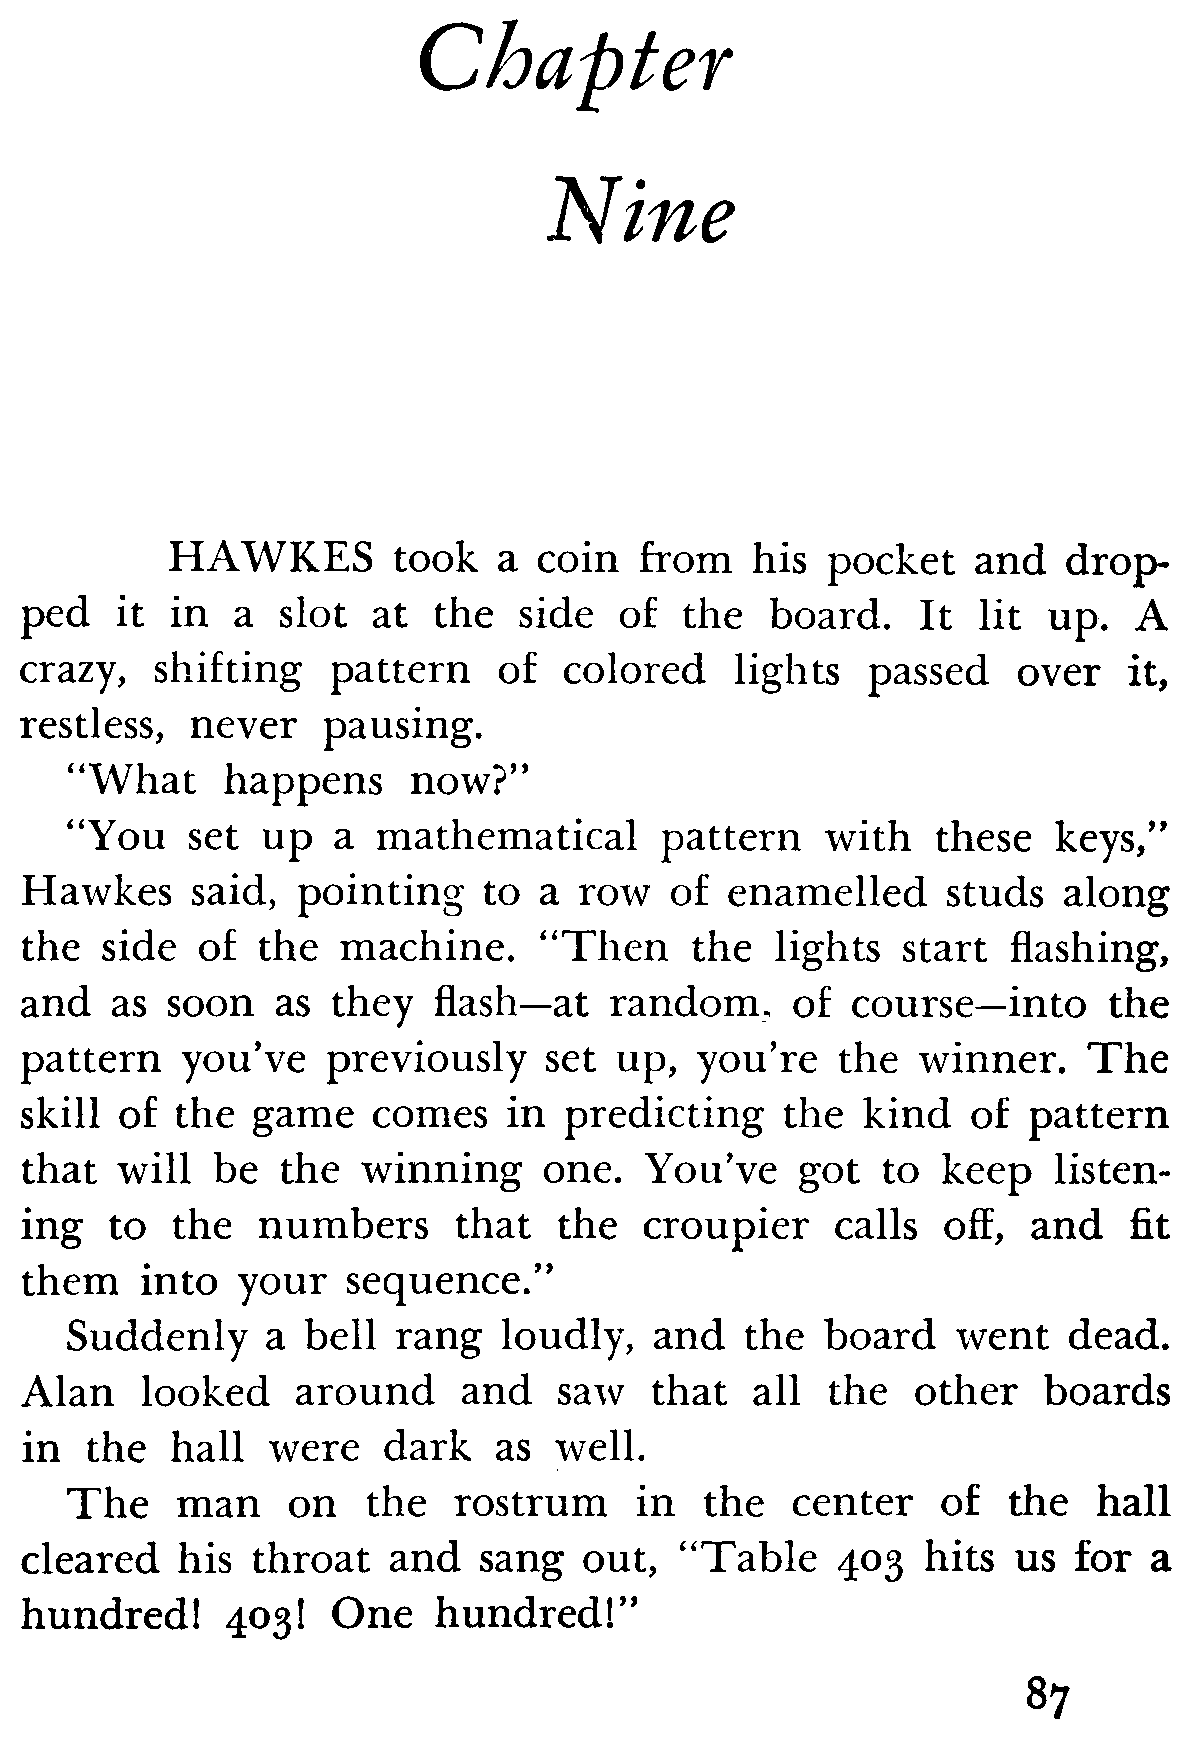 Chapter
Nine
HAWKES took a coin from his pocket and drop-
ped it in a slot at the side of the board. It lit up. A
crazy, shifting pattern of colored lights passed over it,
restless, never pausing.
“What happens now?”
“You set up a mathematical pattern with these keys,”
Hawkes said, pointing to a row of enamelled studs along
the side of the machine. “Then the lights start flashing,
and as soon as they flash—at random, of course—into the
pattern you’ve previously set up, you’re the winner. The
skill of the game comes in predicting the kind of pattern
that will be the winning one. You’ve got to keep listen-
ing to the numbers that the croupier calls off, and fit
them into your sequence.”
Suddenly a bell rang loudly, and the board went dead.
Alan looked around and saw that all the other boards
in the hall were dark as well.
The man on the rostrum in the center of the hall
cleared his throat and sang out, “Table 403 hits us for a
hundred! 403! One hundred!”
87